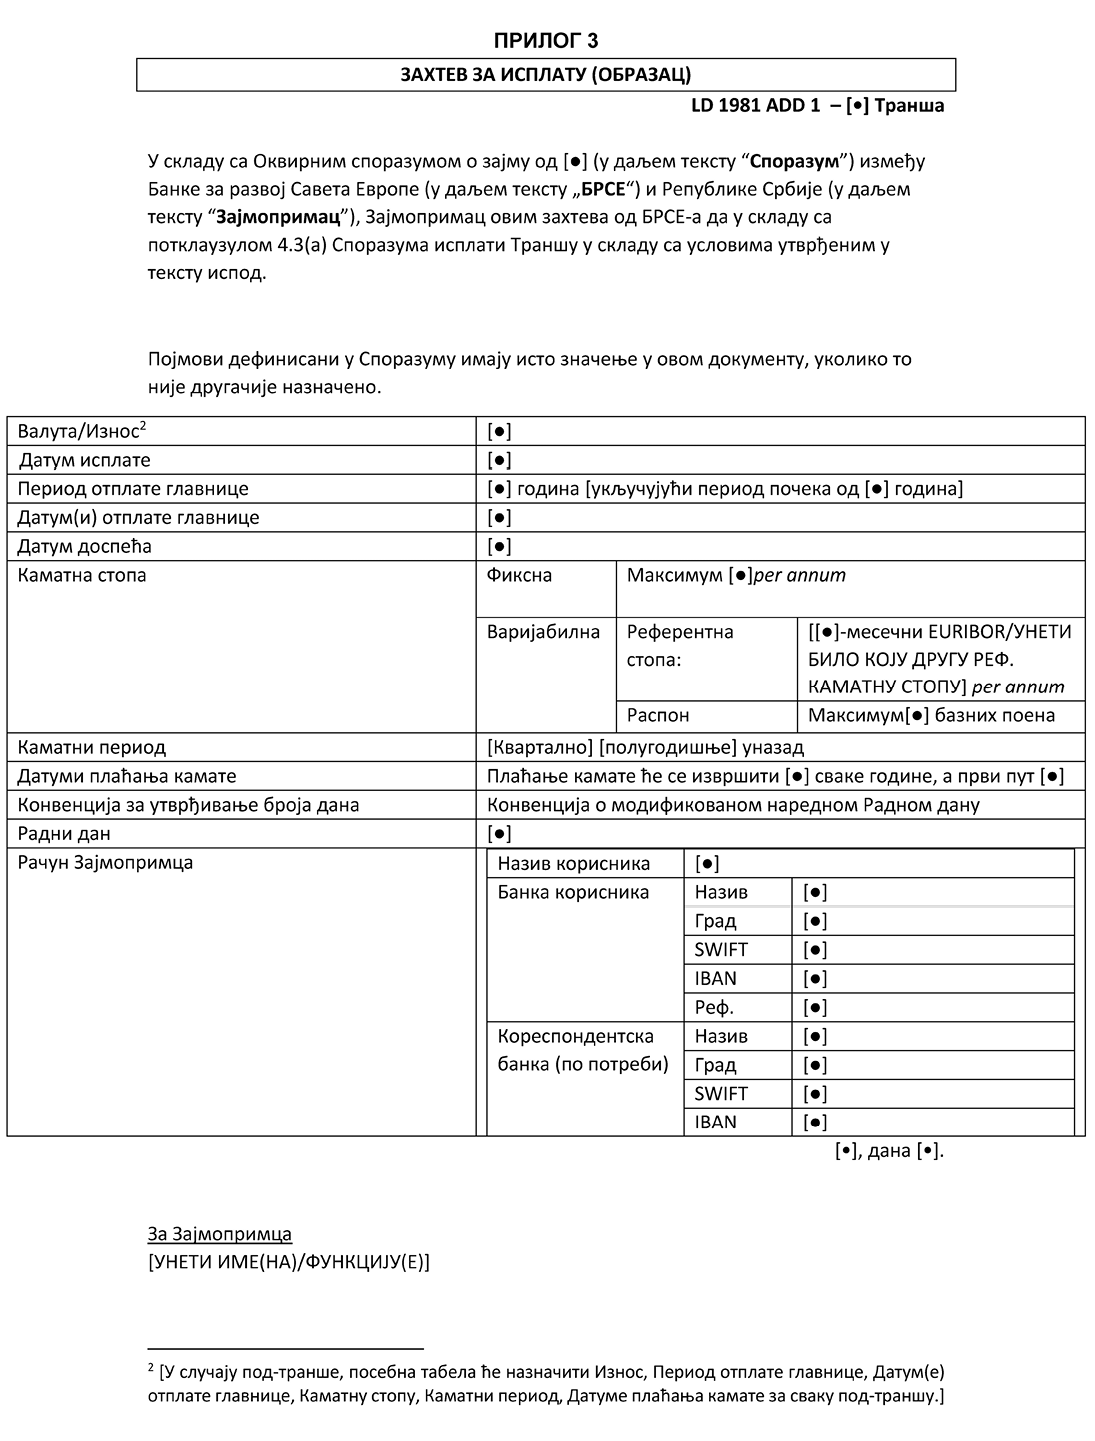 ПРИЛОГ 3
ЗАХТЕВ ЗА ИСПЛАТУ (ОБРАЗАЦ)
LD 1981 ADD 1 – [●] Транша
У складу са Оквирним споразумом о зајму од [●] (у даљем тексту “Споразум”) између
Банке за развој Савета Европе (у даљем тексту „БРСЕ“) и Републике Србије (у даљем
тексту “Зајмопримац”), Зајмопримац овим захтева од БРСЕ-а да у складу са
потклаузулом 4.3(а) Споразума исплати Траншу у складу са условима утврђеним у
тексту испод.
Појмови дефинисани у Споразуму имају исто значење у овом документу, уколико то
није другачије назначено.
Валута/Износ² [●]
Датум исплате [●]
Период отплате главнице [●] година [укључујући период почека од [●] година]
Датум(и) отплате главнице [●]
Датум доспећа [●]
Каматна стопа Фиксна Максимум [●]per annum
Варијабилна Референтна [[●]-месечни EURIBOR/УНЕТИ
стопа: БИЛО КОЈУ ДРУГУ РЕФ.
КАМАТНУ СТОПУ] per annum
Распон Максимум[●] базних поена
Каматни период [Квартално] [полугодишње] уназад
Датуми плаћања камате Плаћање камате ће се извршити [●] сваке године, а први пут [●]
Конвенција за утврђивање броја дана Конвенција о модификованом наредном Радном дану
Радни дан [●]
Рачун Зајмопримца Назив корисника [●]
Банка корисника Назив [●]
Град [●]
SWIFT [●]
IBAN [●]
Реф. [●]
Кореспондентска Назив [●]
банка (по потреби) Град [●]
SWIFT [●]
IBAN [●]
[●], дана [●].
За Зајмопримца
[УНЕТИ ИМЕ(НА)/ФУНКЦИЈУ(Е)]
² [У случају под-транше, посебна табела ће назначити Износ, Период отплате главнице, Датум(е)
отплате главнице, Каматну стопу, Каматни период, Датуме плаћања камате за сваку под-траншу.]